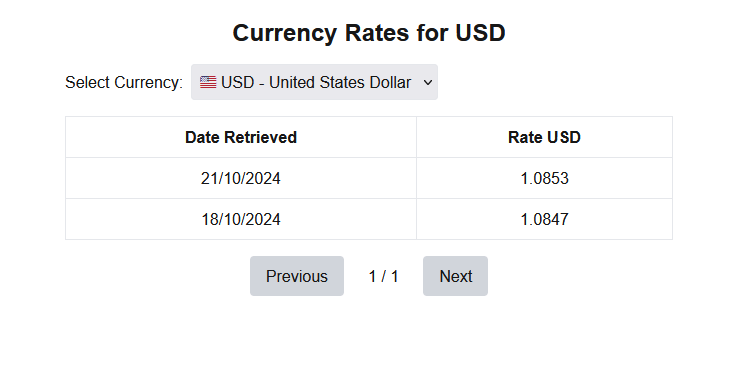 Currency Rates for USD
Select Currency: USD - United States Dollar
Date Retrieved Rate USD
21/10/2024 1.0853
18/10/2024 1.0847
Previous 1 / 1 Next